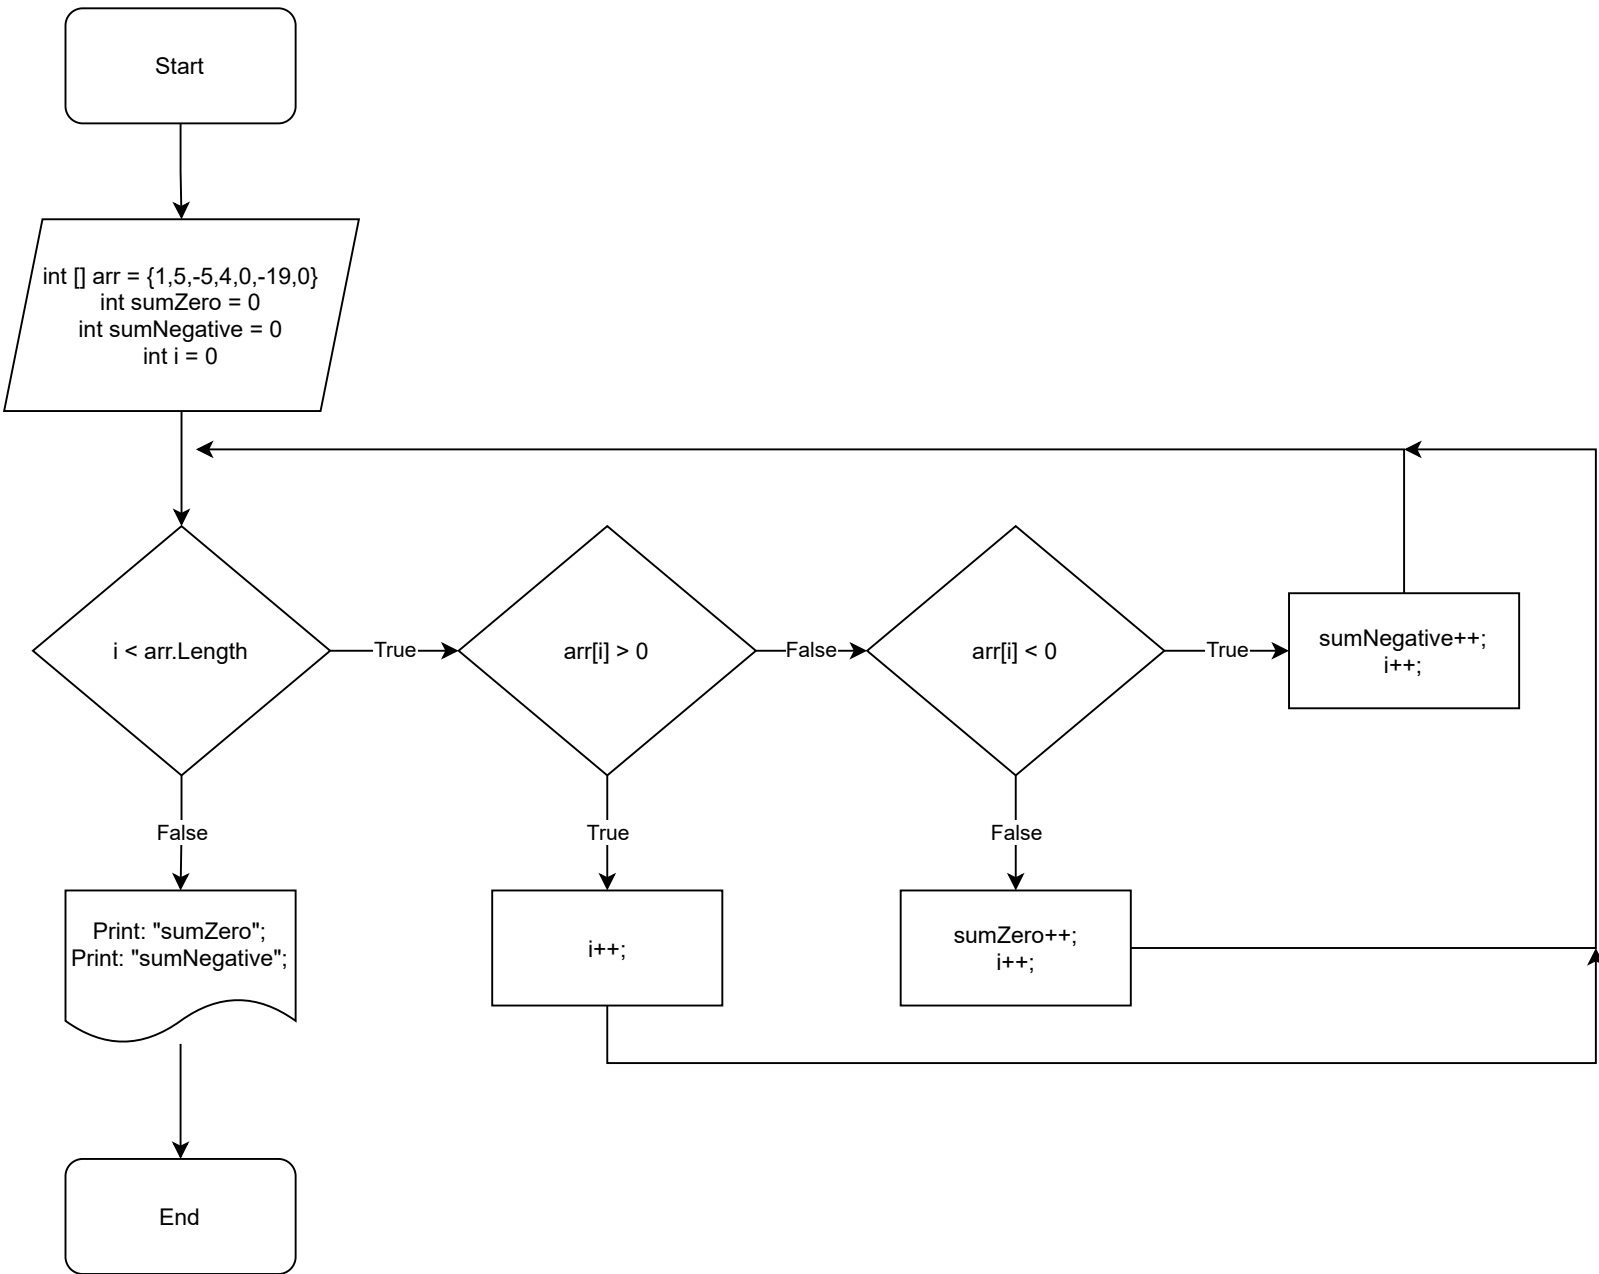 Start
int [] arr = {1,5,-5,4,0,-19,0}
int sumZero = 0
int sumNegative = 0
int i = 0
i < arr.Length
True
arr[i] > 0
False
arr[i] < 0
True
sumNegative++;
i++;
False
True
False
Print: "sumZero";
Print: "sumNegative";
i++;
sumZero++;
i++;
End